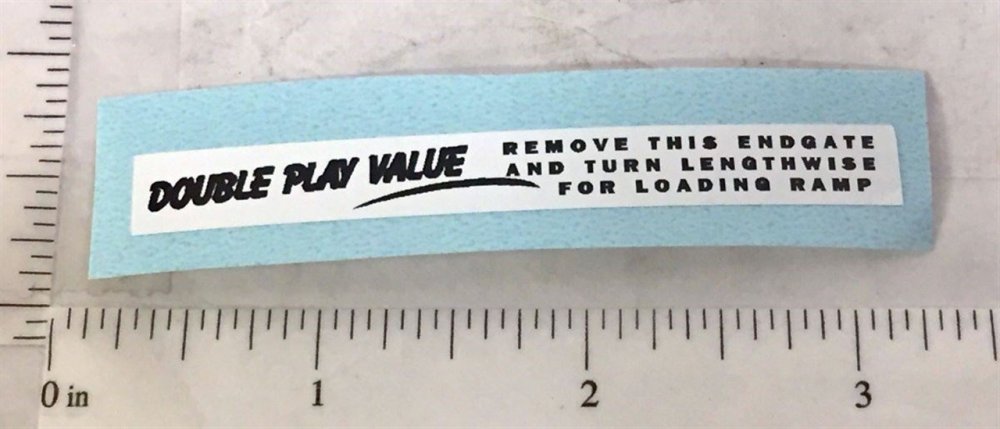 DOUBLE PLAY VALUE
REMOVE THIS ENDGATE
AND TURN LENGTHWISE
FOR LOADING RAMP
0 in 1 2 3